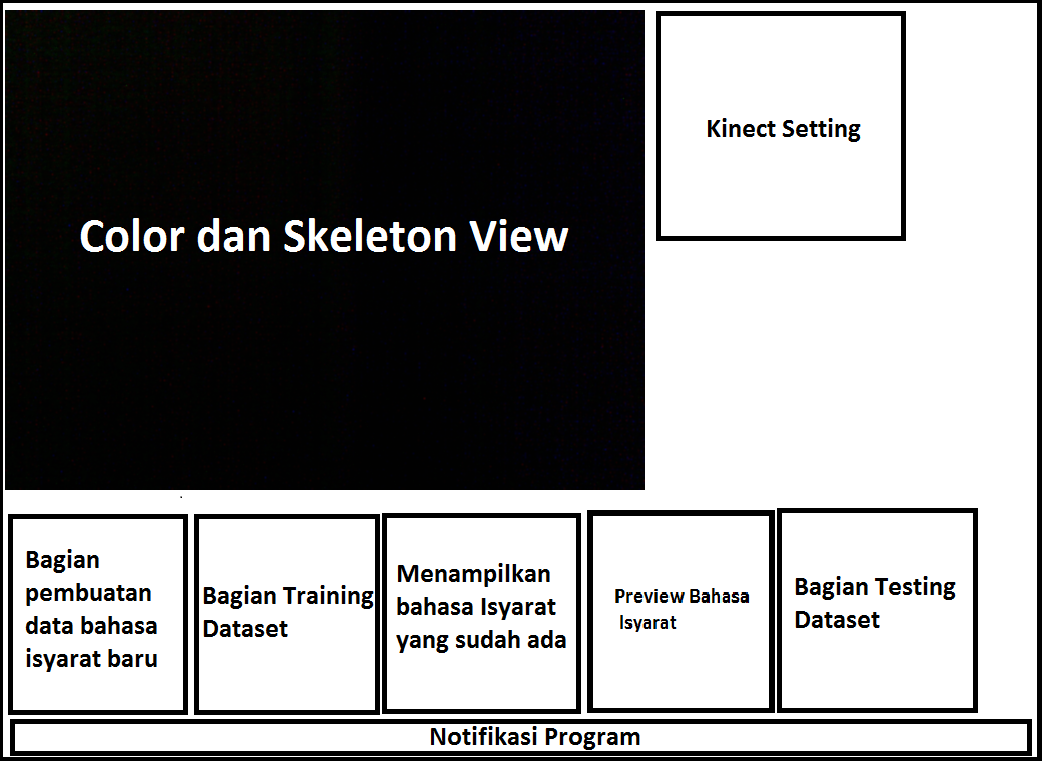 Color dan Skeleton View
Kinect Setting
Bagian
pembuatan
data bahasa
isyarat baru
Bagian Training
Dataset
Menampilkan
bahasa Isyarat
yang sudah ada
Preview Bahasa
Isyarat
Bagian Testing
Dataset
Notifikasi Program